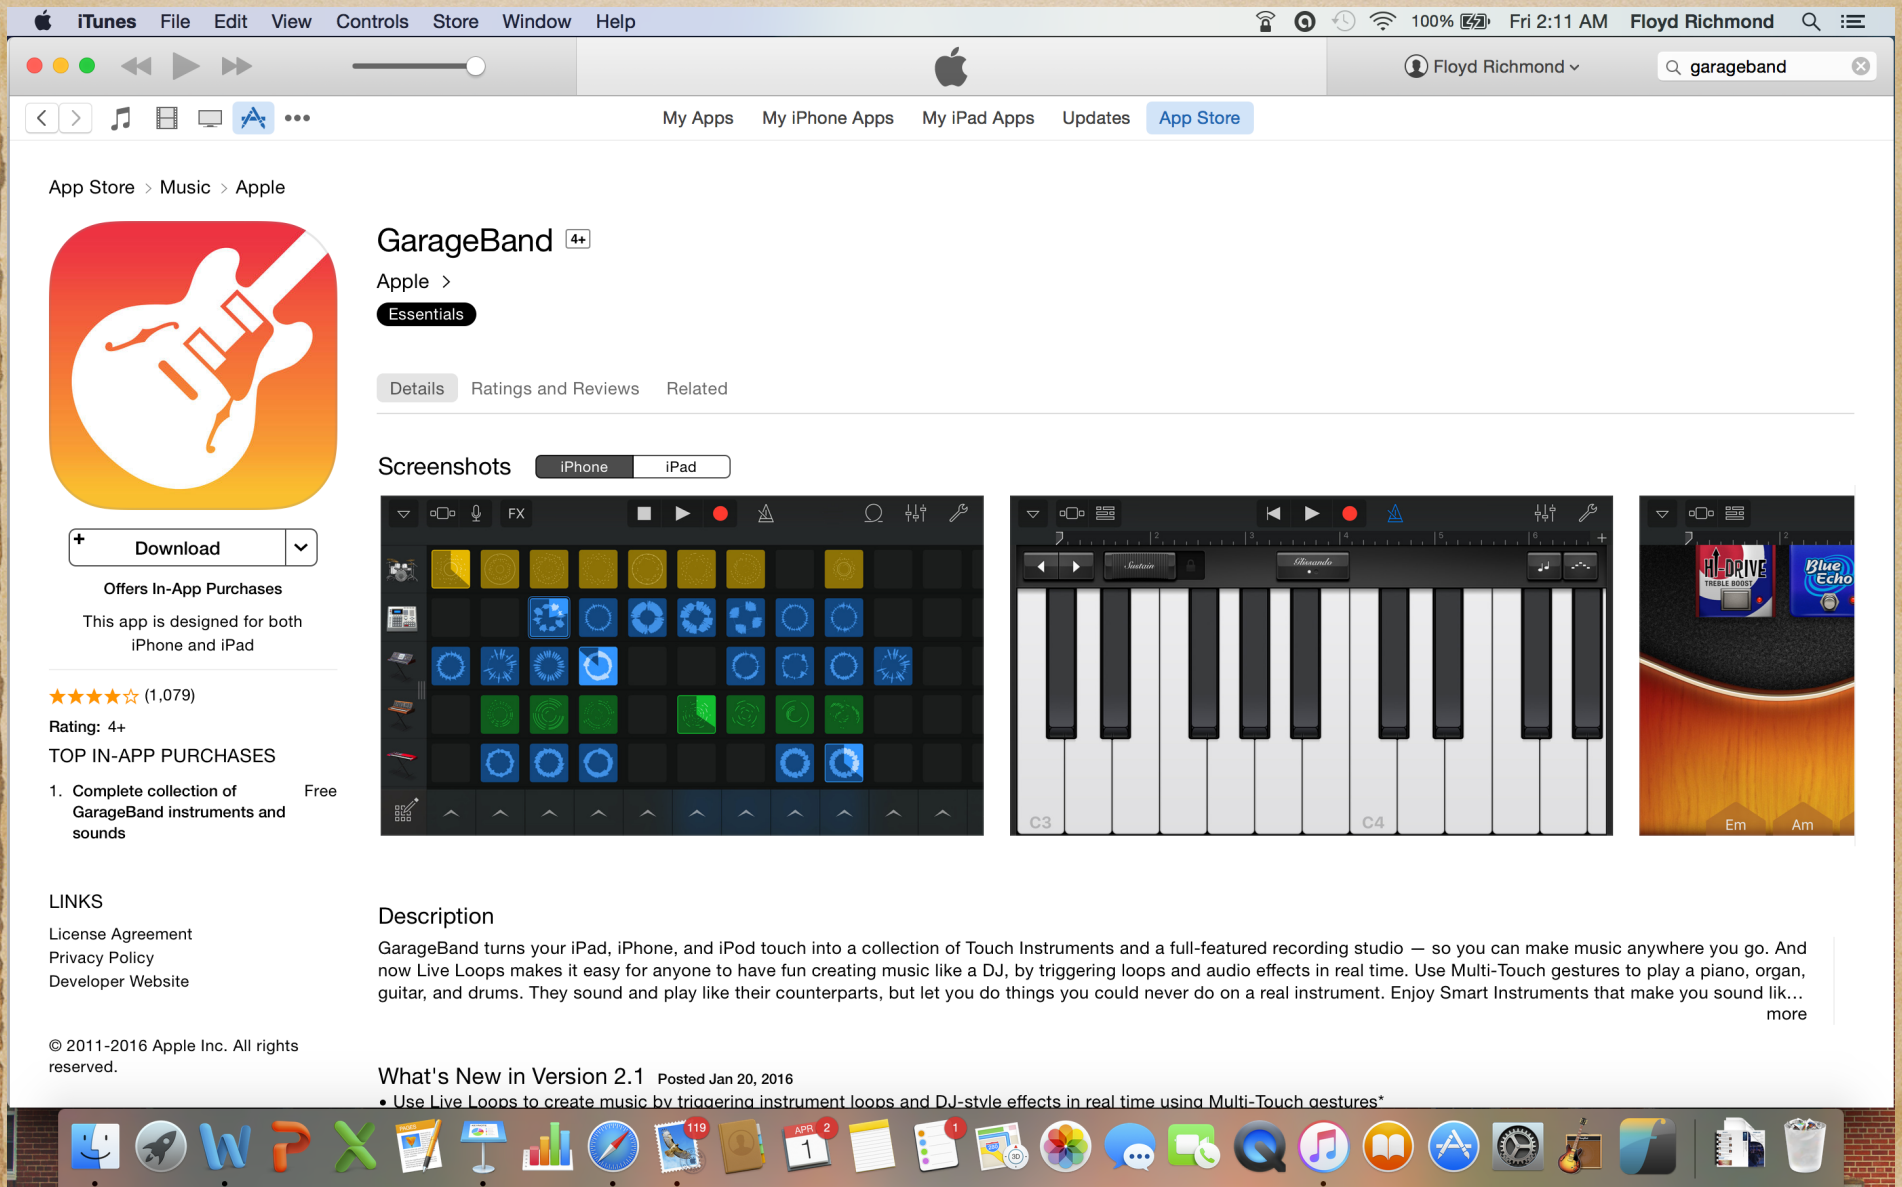 iTunes File Edit View Controls Store Window Help 100% Fri 2:11 AM Floyd Richmond
Floyd Richmond garageband
My Apps My iPhone Apps My iPad Apps Updates App Store
App Store > Music > Apple
GarageBand 4+
Apple >
Essentials
Details Ratings and Reviews Related
Screenshots iPhone iPad
FX
2 3 4 5 6
Sustain Glissando
C3 C4
2
HI-DRIVE
TREBLE BOOST
Blue
Echo
Em Am
+ Download
Offers In-App Purchases
This app is designed for both
iPhone and iPad
★★★★☆ (1,079)
Rating: 4+
TOP IN-APP PURCHASES
1. Complete collection of Free
GarageBand instruments and
sounds
LINKS
License Agreement
Privacy Policy
Developer Website
© 2011-2016 Apple Inc. All rights
reserved.
Description
GarageBand turns your iPad, iPhone, and iPod touch into a collection of Touch Instruments and a full-featured recording studio — so you can make music anywhere you go. And
now Live Loops makes it easy for anyone to have fun creating music like a DJ, by triggering loops and audio effects in real time. Use Multi-Touch gestures to play a piano, organ,
guitar, and drums. They sound and play like their counterparts, but let you do things you could never do on a real instrument. Enjoy Smart Instruments that make you sound lik...
more
What's New in Version 2.1 Posted Jan 20, 2016
• Use Live Loops to create music by triggering instrument loops and DJ-style effects in real time using Multi-Touch gestures*
W P X PAGES 119 APR 2 1 1 3D